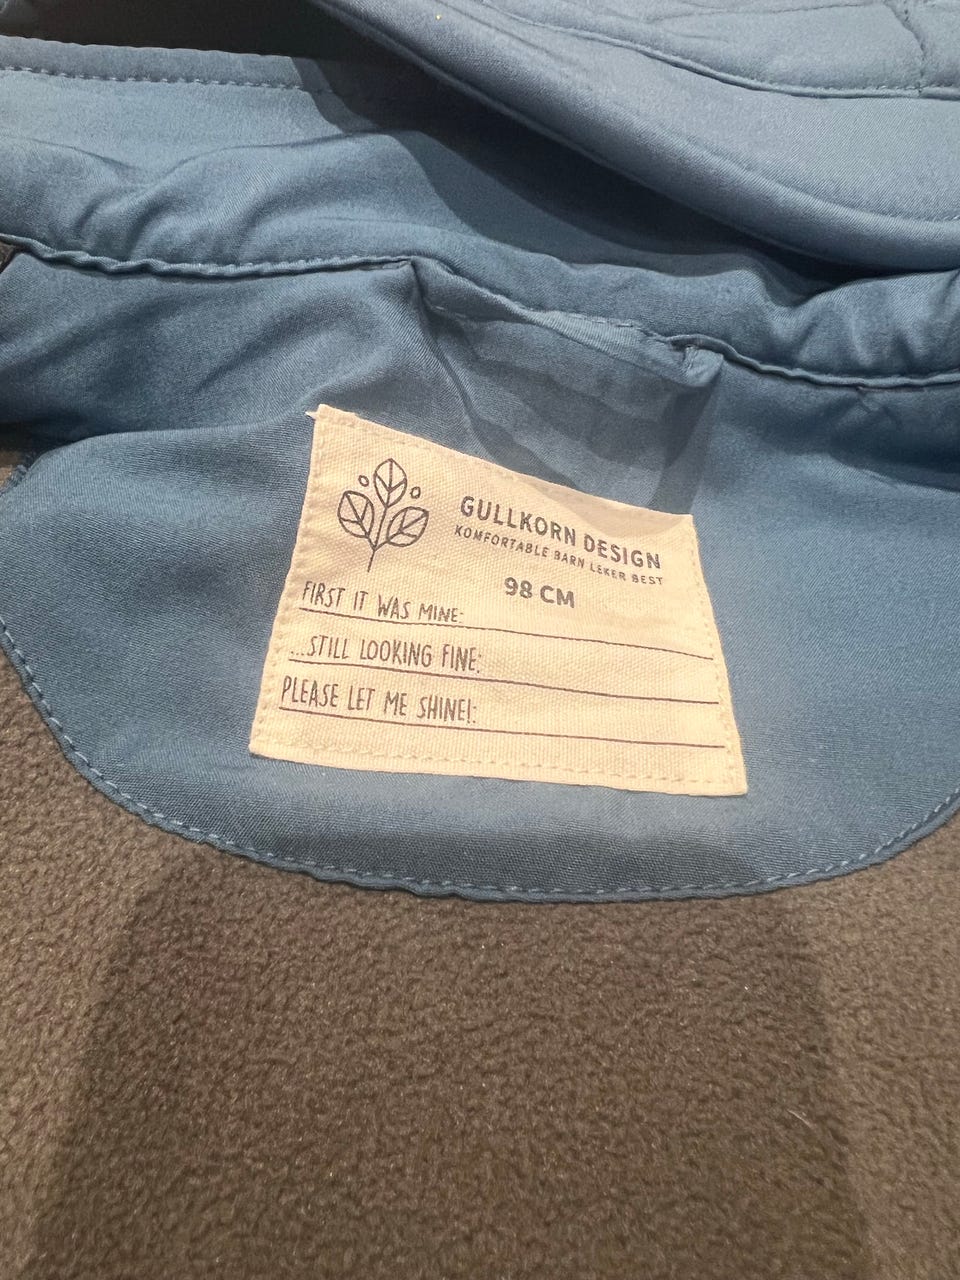 GULLKORN DESIGN
KOMFORTABLE BARN LEKER BEST
98 CM
FIRST IT WAS MINE:
...STILL LOOKING FINE:
PLEASE LET ME SHINE!: